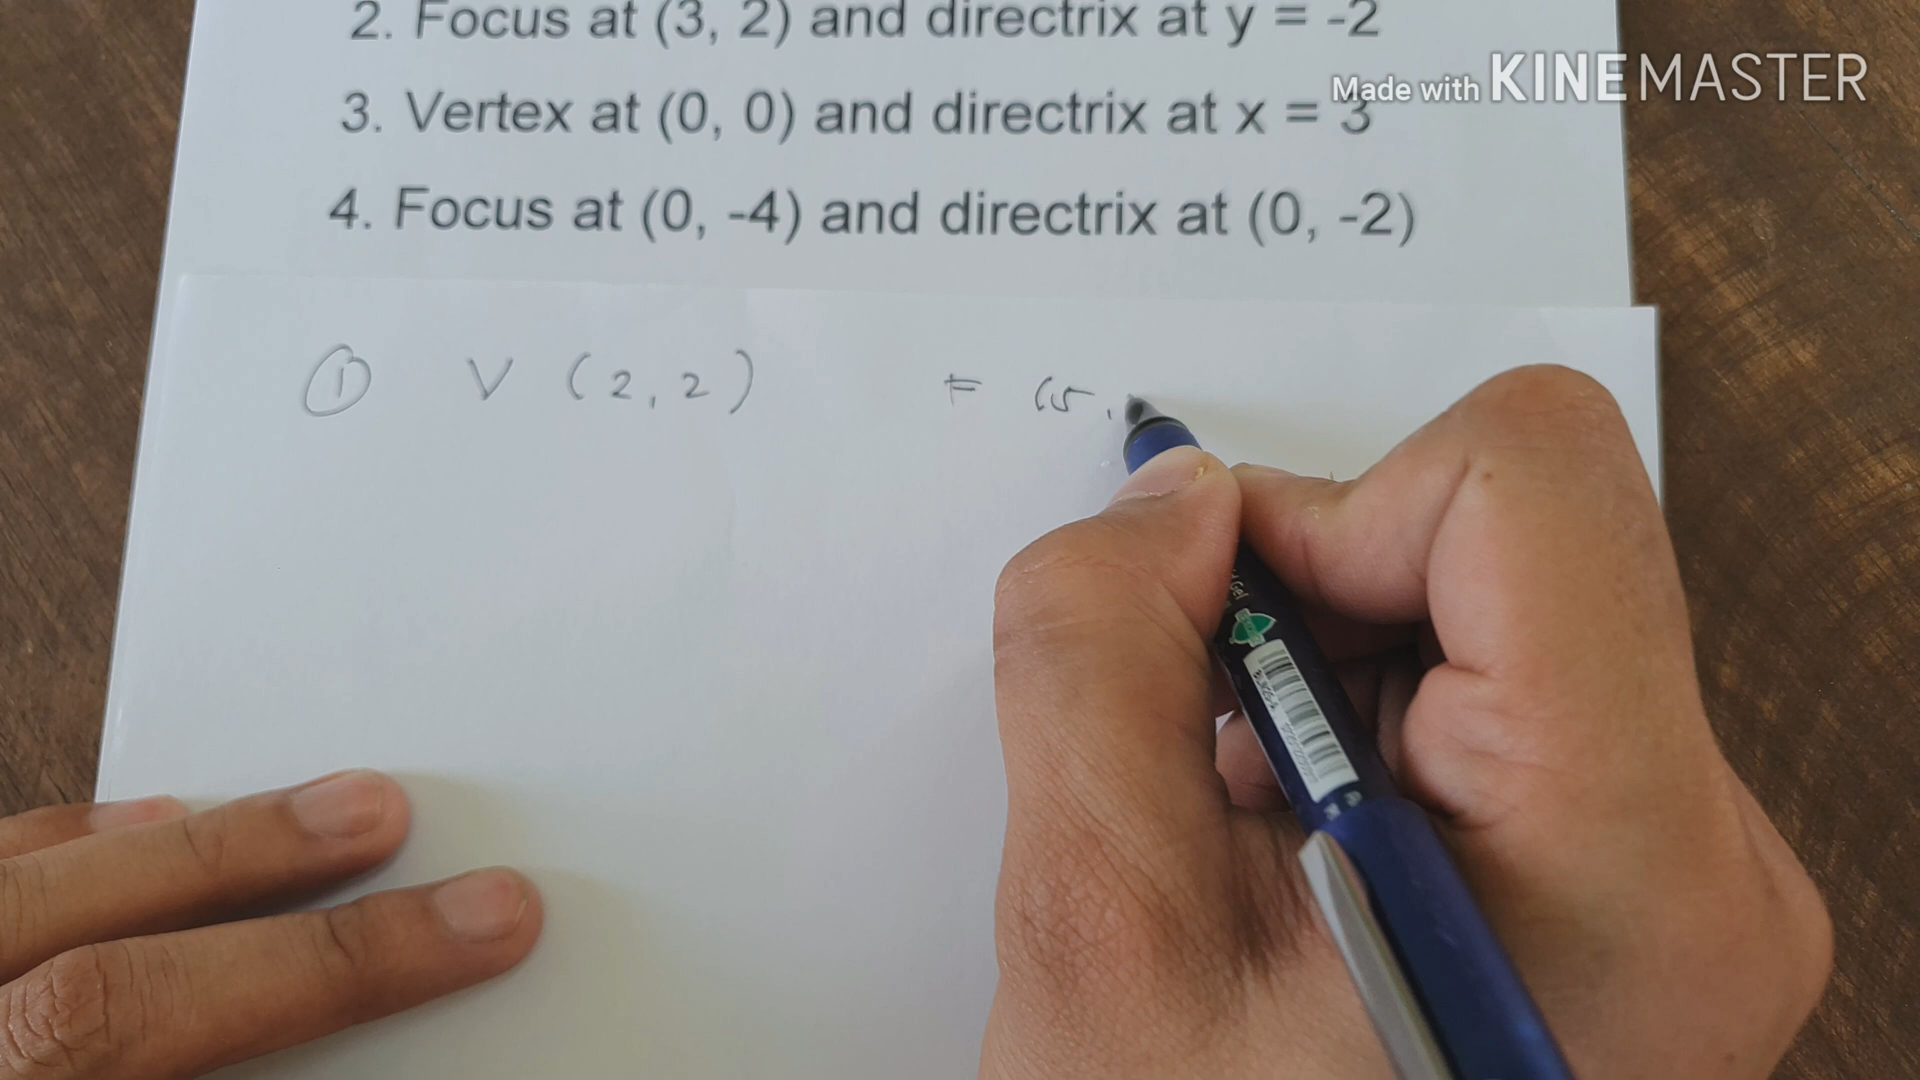 2. Focus at (3, 2) and directrix at y = -2
Made with KINEMASTER
3. Vertex at (0, 0) and directrix at x = 3
4. Focus at (0, -4) and directrix at (0, -2)
① V (2, 2) F (5,
Gel